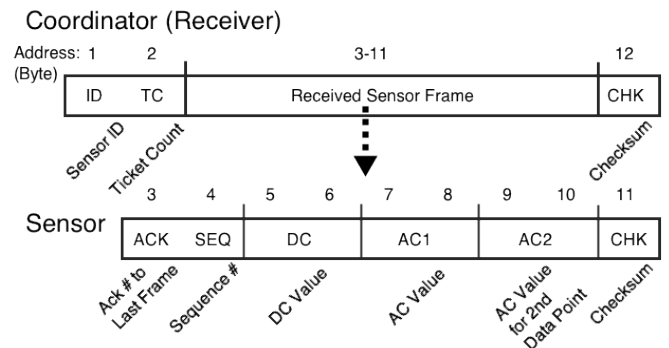 Coordinator (Receiver)
Address: 1 2 3-11 12
(Byte)
ID TC Received Sensor Frame CHK
Sensor ID
Ticket Count
Checksum
3 4 5 6 7 8 9 10 11
Sensor
ACK SEQ DC AC1 AC2 CHK
Ack # to
Last Frame
Sequence #
DC Value
AC Value
AC Value
for 2nd
Data Point
Checksum